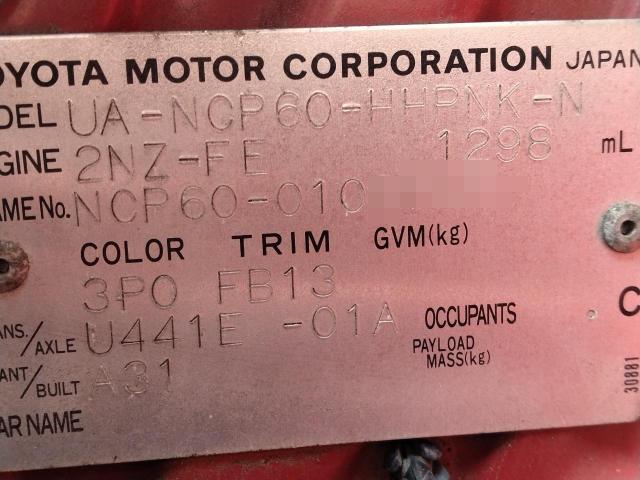 OYOTA MOTOR CORPORATION JAPAN
DEL UA-NCP60-HHPNK-N
GINE 2NZ-FE 1298 mL
AME No. NCP60-010
COLOR TRIM GVM(kg)
3P0 FB13
ANS./AXLE U441E -01A OCCUPANTS C
PAYLOAD
MASS(kg)
ANT/BUILT A31
30881
AR NAME